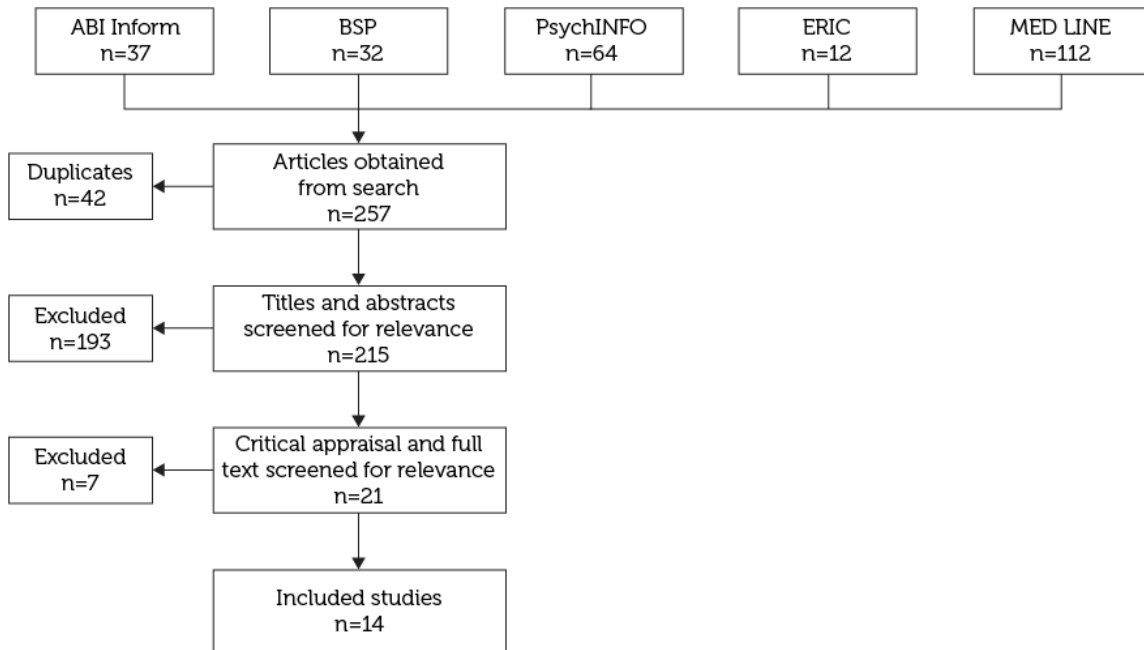 ABI Inform
n=37
BSP
n=32
PsychINFO
n=64
ERIC
n=12
MED LINE
n=112
Articles obtained
from search
n=257
Duplicates
n=42
Titles and abstracts
screened for relevance
n=215
Excluded
n=193
Critical appraisal and full
text screened for relevance
n=21
Excluded
n=7
Included studies
n=14